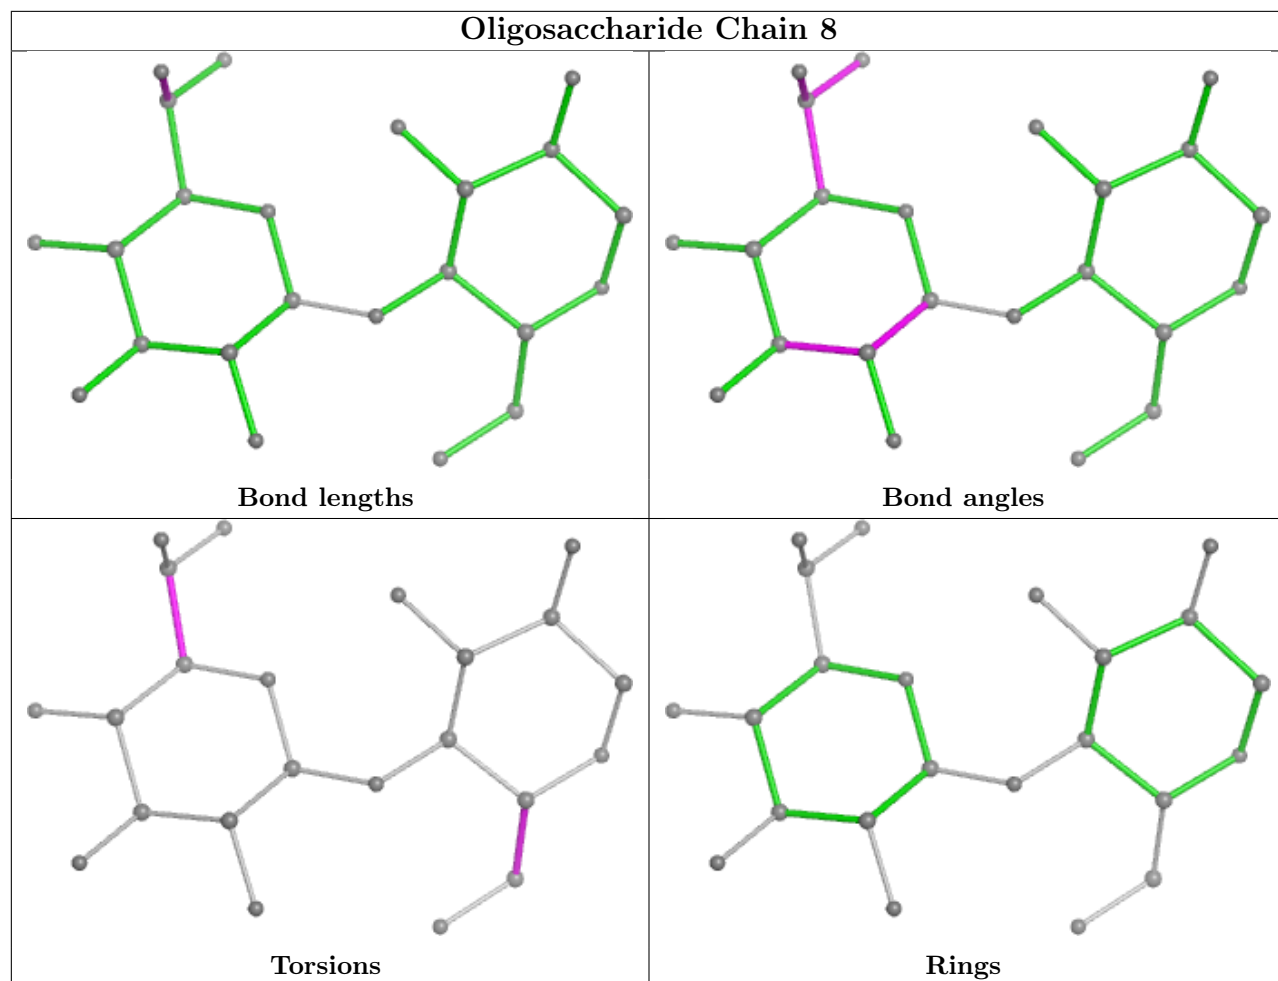 Oligosaccharide Chain 8
Bond lengths
Bond angles
Torsions
Rings